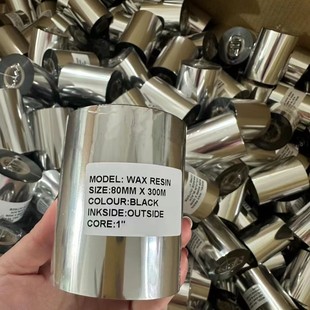 MODEL: WAX RESIN
SIZE:80MM X 300M
COLOUR:BLACK
INKSIDE:OUTSIDE
CORE:1"